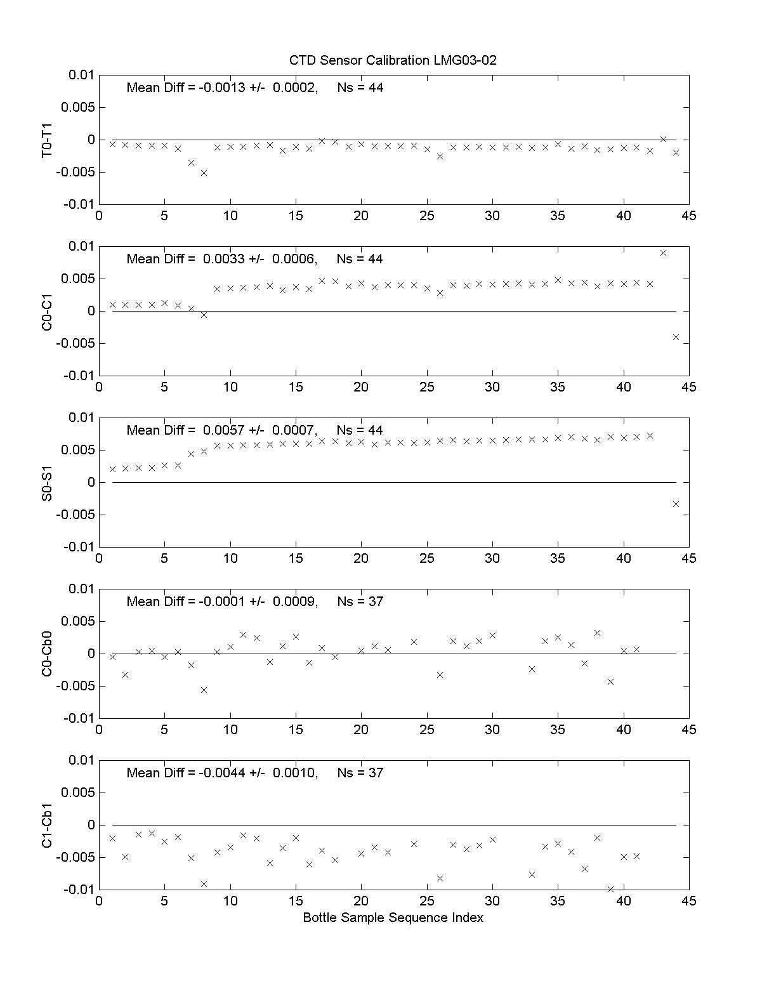 CTD Sensor Calibration LMG03-02
Mean Diff = -0.0013 +/-  0.0002,     Ns = 44
0.01
0.005
0
-0.005
-0.01
T0-T1
0 5 10 15 20 25 30 35 40 45
Mean Diff =  0.0033 +/-  0.0006,     Ns = 44
0.01
0.005
0
-0.005
-0.01
C0-C1
0 5 10 15 20 25 30 35 40 45
Mean Diff =  0.0057 +/-  0.0007,     Ns = 44
0.01
0.005
0
-0.005
-0.01
S0-S1
0 5 10 15 20 25 30 35 40 45
Mean Diff = -0.0001 +/-  0.0009,     Ns = 37
0.01
0.005
0
-0.005
-0.01
C0-Cb0
0 5 10 15 20 25 30 35 40 45
Mean Diff = -0.0044 +/-  0.0010,     Ns = 37
0.01
0.005
0
-0.005
-0.01
C1-Cb1
0 5 10 15 20 25 30 35 40 45
Bottle Sample Sequence Index